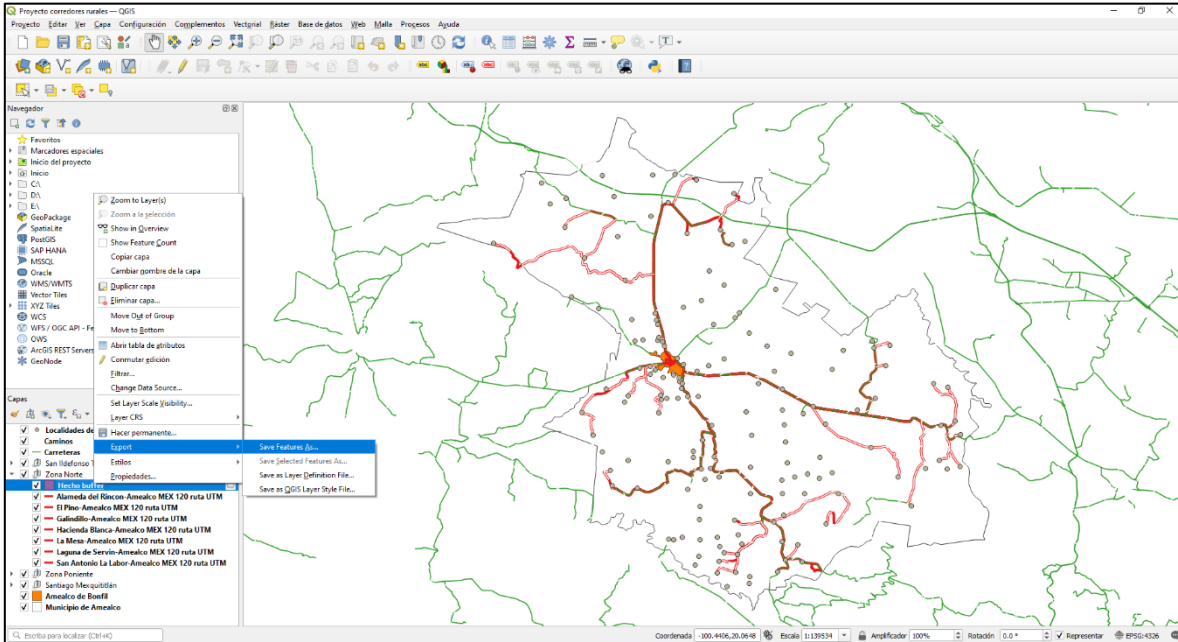 Proyecto corredores rurales — QGIS
Proyecto Editar Ver Capa Configuración Complementos Vectorial Ráster Base de datos Web Malla Procesos Ayuda
Navegador
Favoritos
Marcadores espaciales
Inicio del proyecto
Inicio
C:\
D:\
E:\
GeoPackage
SpatiaLite
PostGIS
SAP HANA
MSSQL
Oracle
WMS/WMTS
Vector Tiles
XYZ Tiles
WCS
WFS / OGC API - Fe
OWS
ArcGIS REST Servers
GeoNode
Zoom to Layer(s)
Zoom a la selección
Show in Overview
Show Feature Count
Copiar capa
Cambiar nombre de la capa
Duplicar capa
Eliminar capa...
Move Out of Group
Move to Bottom
Abrir tabla de atributos
Conmutar edición
Filtrar...
Change Data Source...
Set Layer Scale Visibility...
Layer CRS
Hacer permanente...
Export
Estilos
Propiedades...
Save Features As...
Save Selected Features As...
Save as Layer Definition File...
Save as QGIS Layer Style File...
Capas
Localidades de
Caminos
Carreteras
San Ildefonso T
Zona Norte
Hecho buffer
Alameda del Rincon-Amealco MEX 120 ruta UTM
El Pino-Amealco MEX 120 ruta UTM
Galindillo-Amealco MEX 120 ruta UTM
Hacienda Blanca-Amealco MEX 120 ruta UTM
La Mesa-Amealco MEX 120 ruta UTM
Laguna de Servin-Amealco MEX 120 ruta UTM
San Antonio La Labor-Amealco MEX 120 ruta UTM
Zona Poniente
Santiago Mexquititlán
Amealco de Bonfil
Municipio de Amealco
Escriba para localizar (Ctrl+K)
Coordenada -100.4406,20.0648 Escala 1:139534 Amplificador 100% Rotación 0.0 ° Representar EPSG:4326